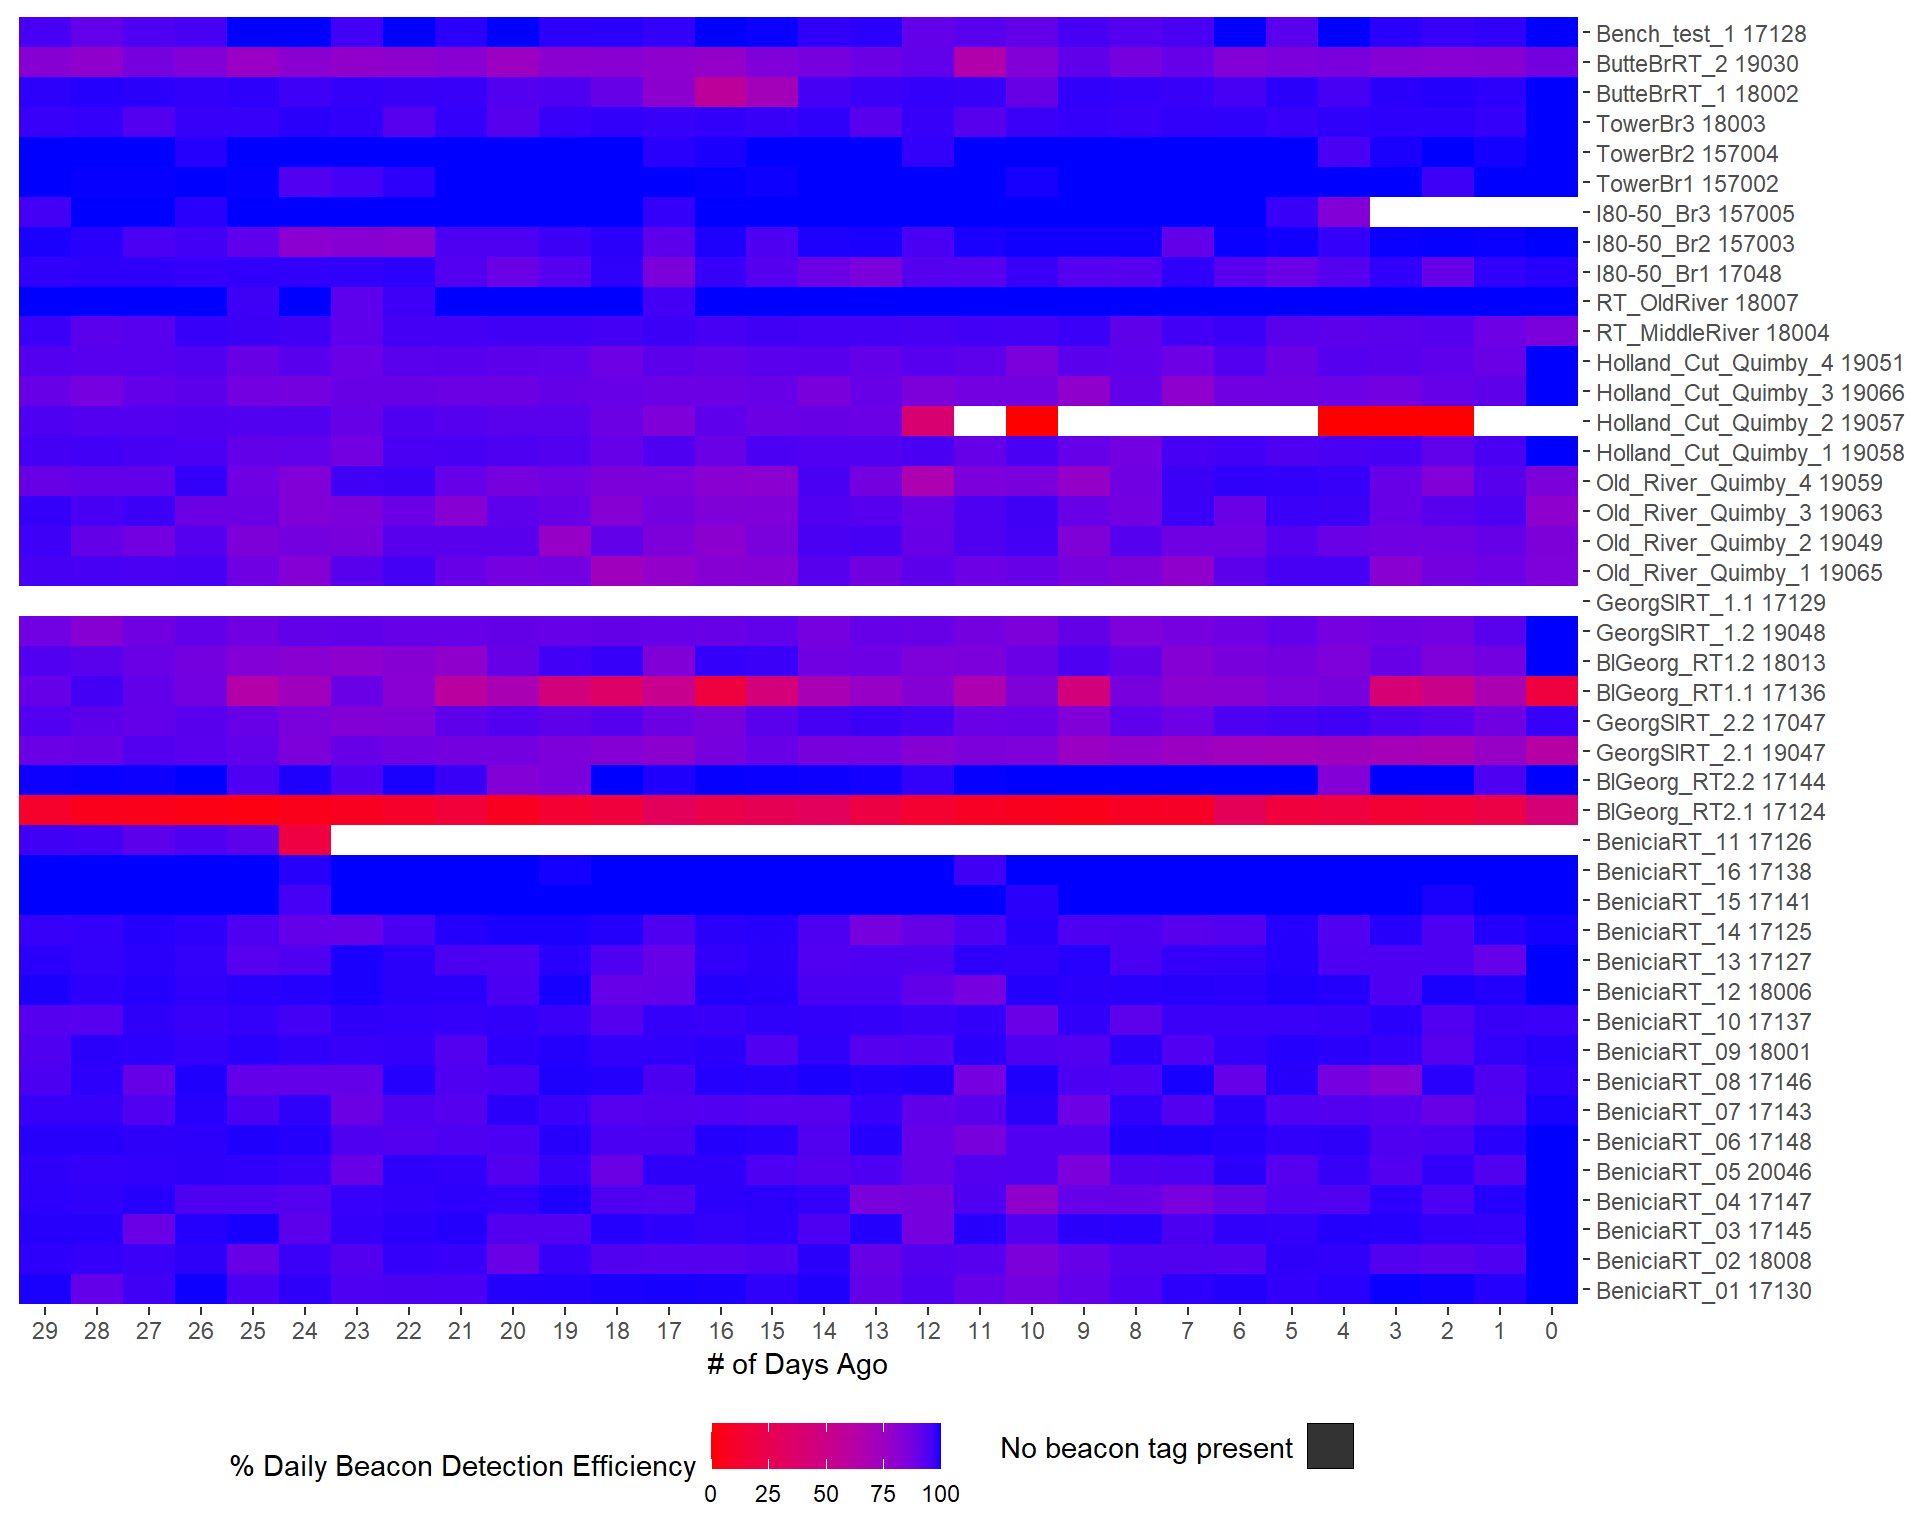 Bench_test_1 17128
ButteBrRT_2 19030
ButteBrRT_1 18002
TowerBr3 18003
TowerBr2 157004
TowerBr1 157002
I80-50_Br3 157005
I80-50_Br2 157003
I80-50_Br1 17048
RT_OldRiver 18007
RT_MiddleRiver 18004
Holland_Cut_Quimby_4 19051
Holland_Cut_Quimby_3 19066
Holland_Cut_Quimby_2 19057
Holland_Cut_Quimby_1 19058
Old_River_Quimby_4 19059
Old_River_Quimby_3 19063
Old_River_Quimby_2 19049
Old_River_Quimby_1 19065
GeorgSlRT_1.1 17129
GeorgSlRT_1.2 19048
BlGeorg_RT1.2 18013
BlGeorg_RT1.1 17136
GeorgSlRT_2.2 17047
GeorgSlRT_2.1 19047
BlGeorg_RT2.2 17144
BlGeorg_RT2.1 17124
BeniciaRT_11 17126
BeniciaRT_16 17138
BeniciaRT_15 17141
BeniciaRT_14 17125
BeniciaRT_13 17127
BeniciaRT_12 18006
BeniciaRT_10 17137
BeniciaRT_09 18001
BeniciaRT_08 17146
BeniciaRT_07 17143
BeniciaRT_06 17148
BeniciaRT_05 20046
BeniciaRT_04 17147
BeniciaRT_03 17145
BeniciaRT_02 18008
BeniciaRT_01 17130
29 28 27 26 25 24 23 22 21 20 19 18 17 16 15 14 13 12 11 10 9 8 7 6 5 4 3 2 1 0
# of Days Ago
% Daily Beacon Detection Efficiency
0 25 50 75 100
No beacon tag present